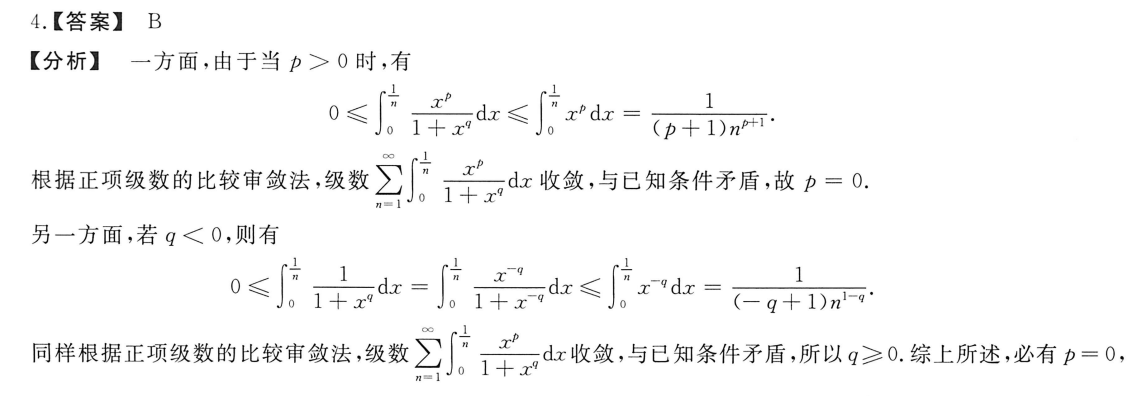 4.【答案】 B
【分析】 一方面,由于当 p > 0 时,有
0 ≤ ∫₀^{1/n} x^p/(1+x^q) dx ≤ ∫₀^{1/n} x^p dx = 1/((p+1)n^{p+1}).
根据正项级数的比较审敛法,级数 ∑_{n=1}^{∞} ∫₀^{1/n} x^p/(1+x^q) dx 收敛,与已知条件矛盾,故 p = 0.
另一方面,若 q < 0,则有
0 ≤ ∫₀^{1/n} 1/(1+x^q) dx = ∫₀^{1/n} x^{-q}/(1+x^{-q}) dx ≤ ∫₀^{1/n} x^{-q} dx = 1/((-q+1)n^{1-q}).
同样根据正项级数的比较审敛法,级数 ∑_{n=1}^{∞} ∫₀^{1/n} x^p/(1+x^q) dx 收敛,与已知条件矛盾,所以 q≥0.综上所述,必有 p=0,